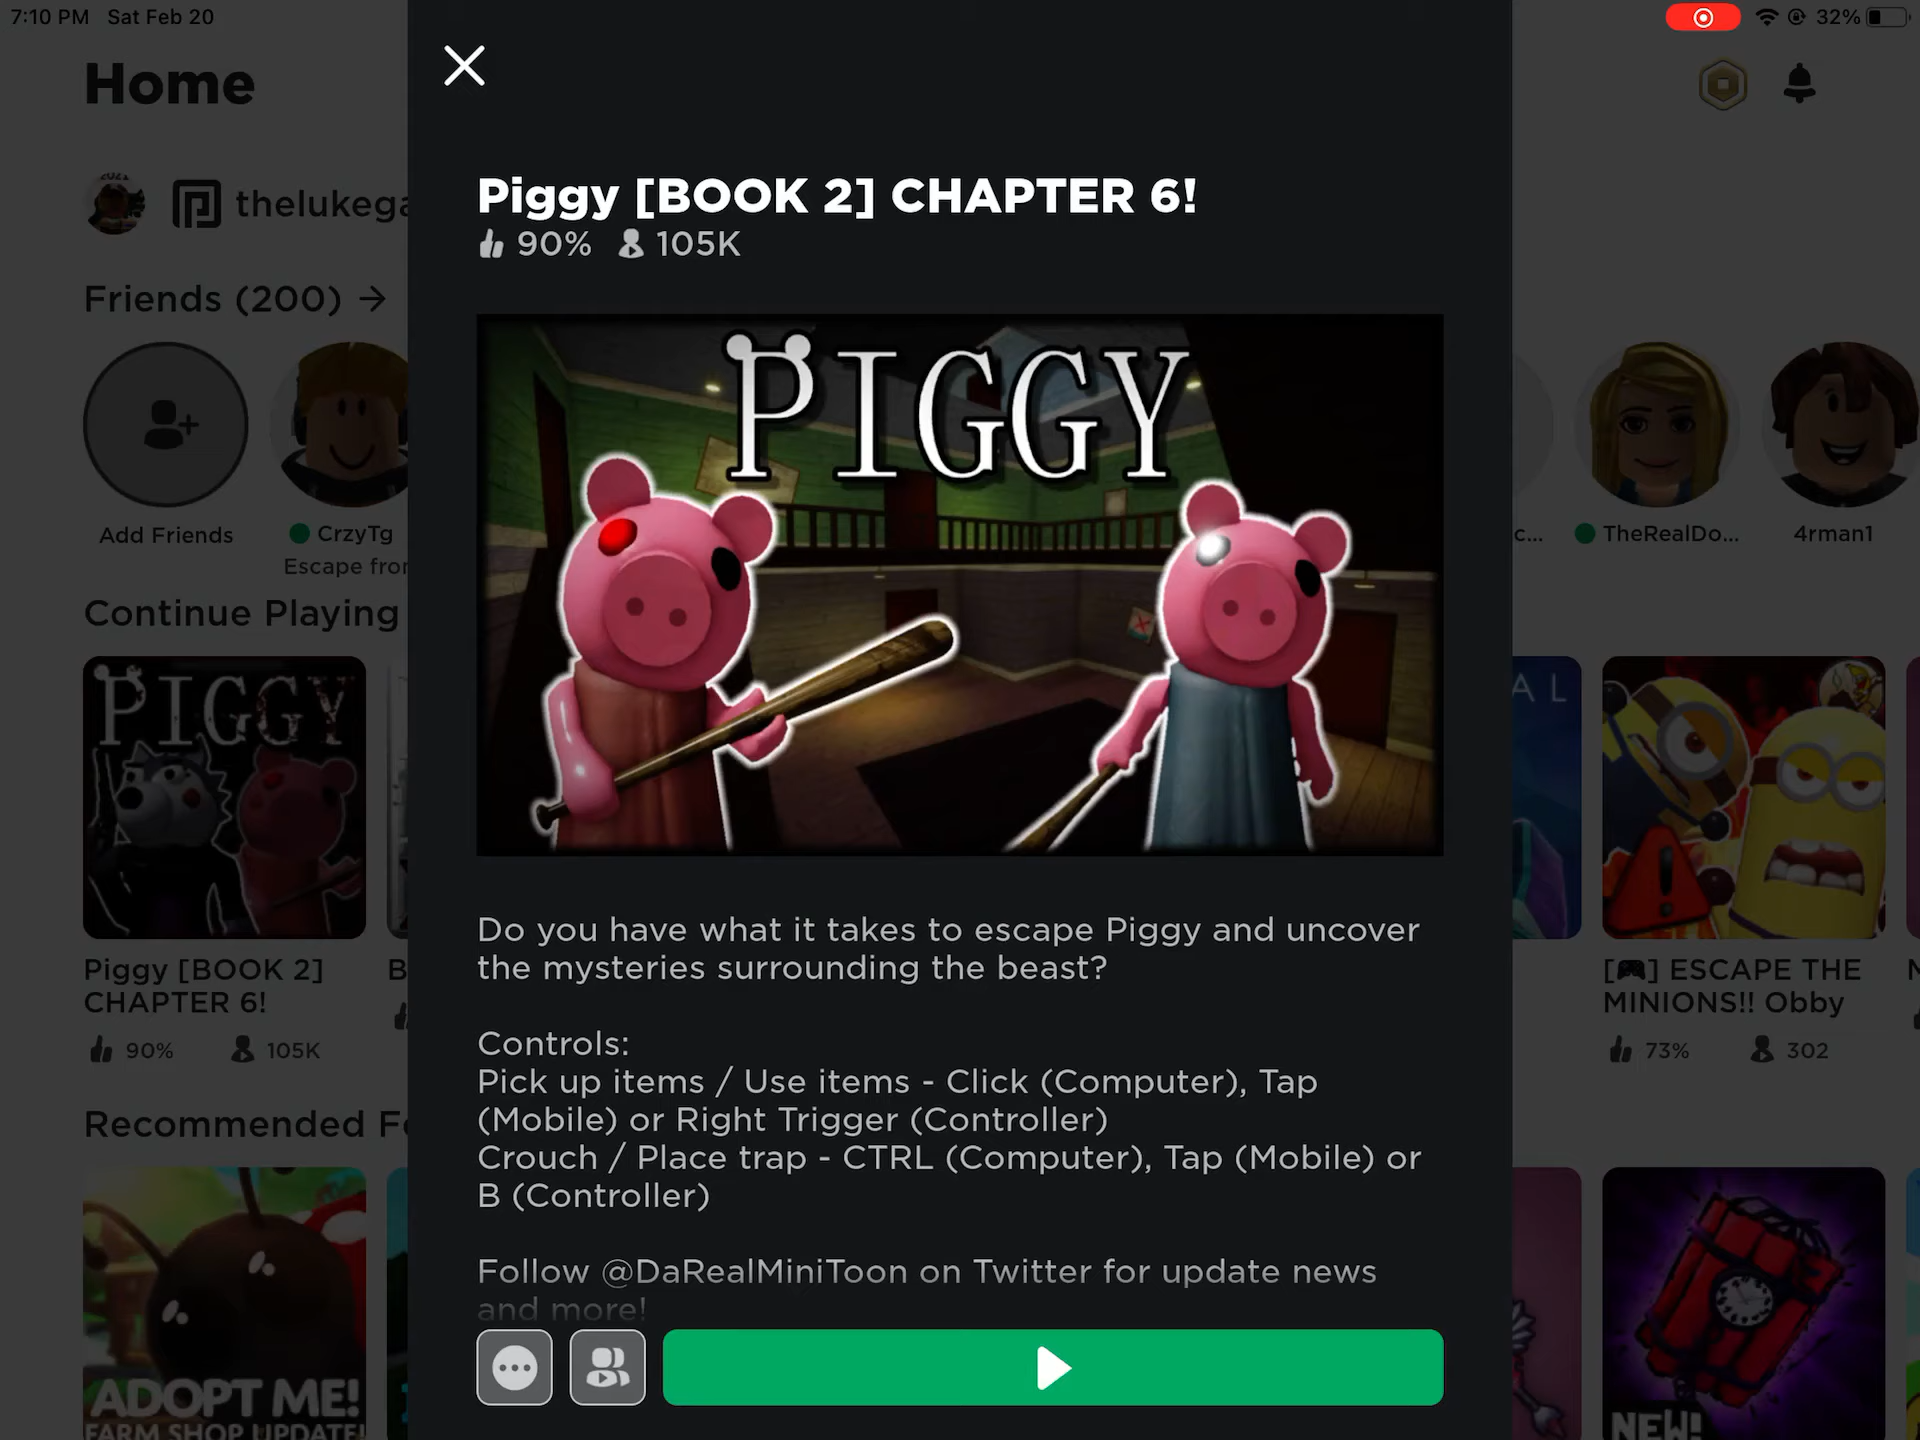 7:10 PM Sat Feb 20
32%
Home
thelukega
Friends (200) →
Add Friends
CrzyTg
Escape fror
c...
TheRealDo...
4rman1
Continue Playing
PIGGY
Piggy [BOOK 2]
CHAPTER 6!
90% 105K
B
A L
[🎮] ESCAPE THE
MINIONS!! Obby
73% 302
Recommended Fo
ADOPT ME!
FARM SHOP UPDATE!
NEW!
Piggy [BOOK 2] CHAPTER 6!
90% 105K
PIGGY
Do you have what it takes to escape Piggy and uncover
the mysteries surrounding the beast?
Controls:
Pick up items / Use items - Click (Computer), Tap
(Mobile) or Right Trigger (Controller)
Crouch / Place trap - CTRL (Computer), Tap (Mobile) or
B (Controller)
Follow @DaRealMiniToon on Twitter for update news
and more!